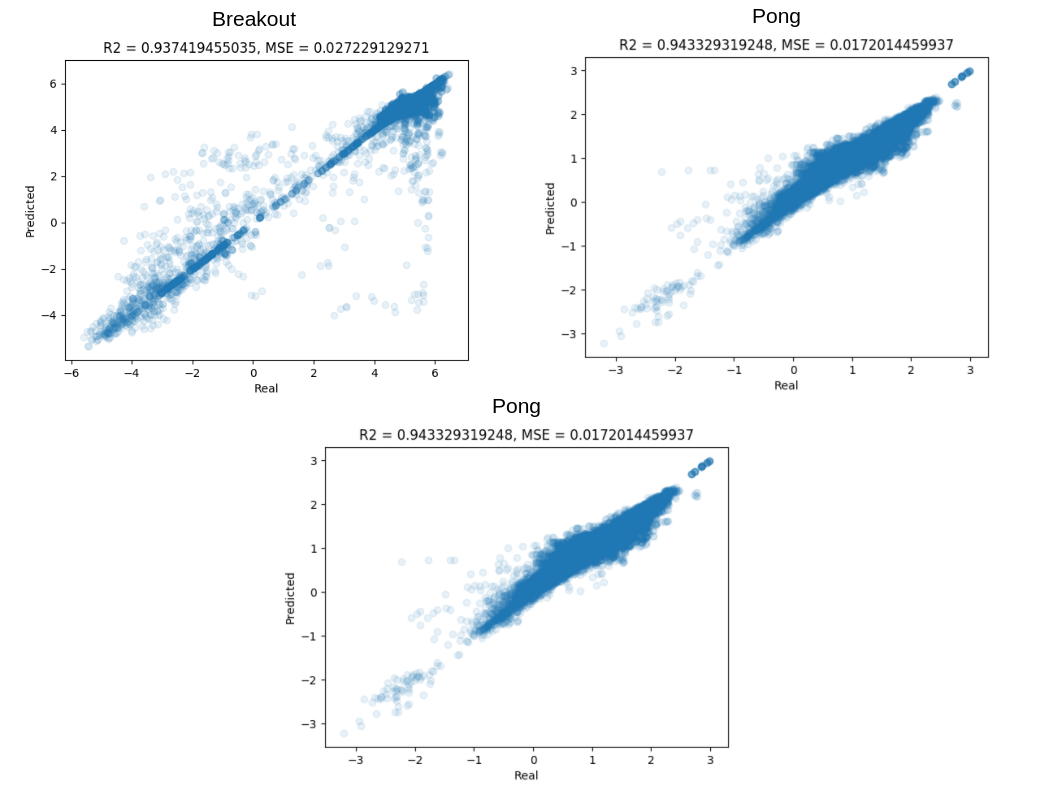 Breakout
R2 = 0.937419455035, MSE = 0.027229129271
6
4
2
0
−2
−4
Predicted
−6 −4 −2 0 2 4 6
Real
Pong
R2 = 0.943329319248, MSE = 0.0172014459937
3
2
1
0
−1
−2
−3
Predicted
−3 −2 −1 0 1 2 3
Real
Pong
R2 = 0.943329319248, MSE = 0.0172014459937
3
2
1
0
−1
−2
−3
Predicted
−3 −2 −1 0 1 2 3
Real